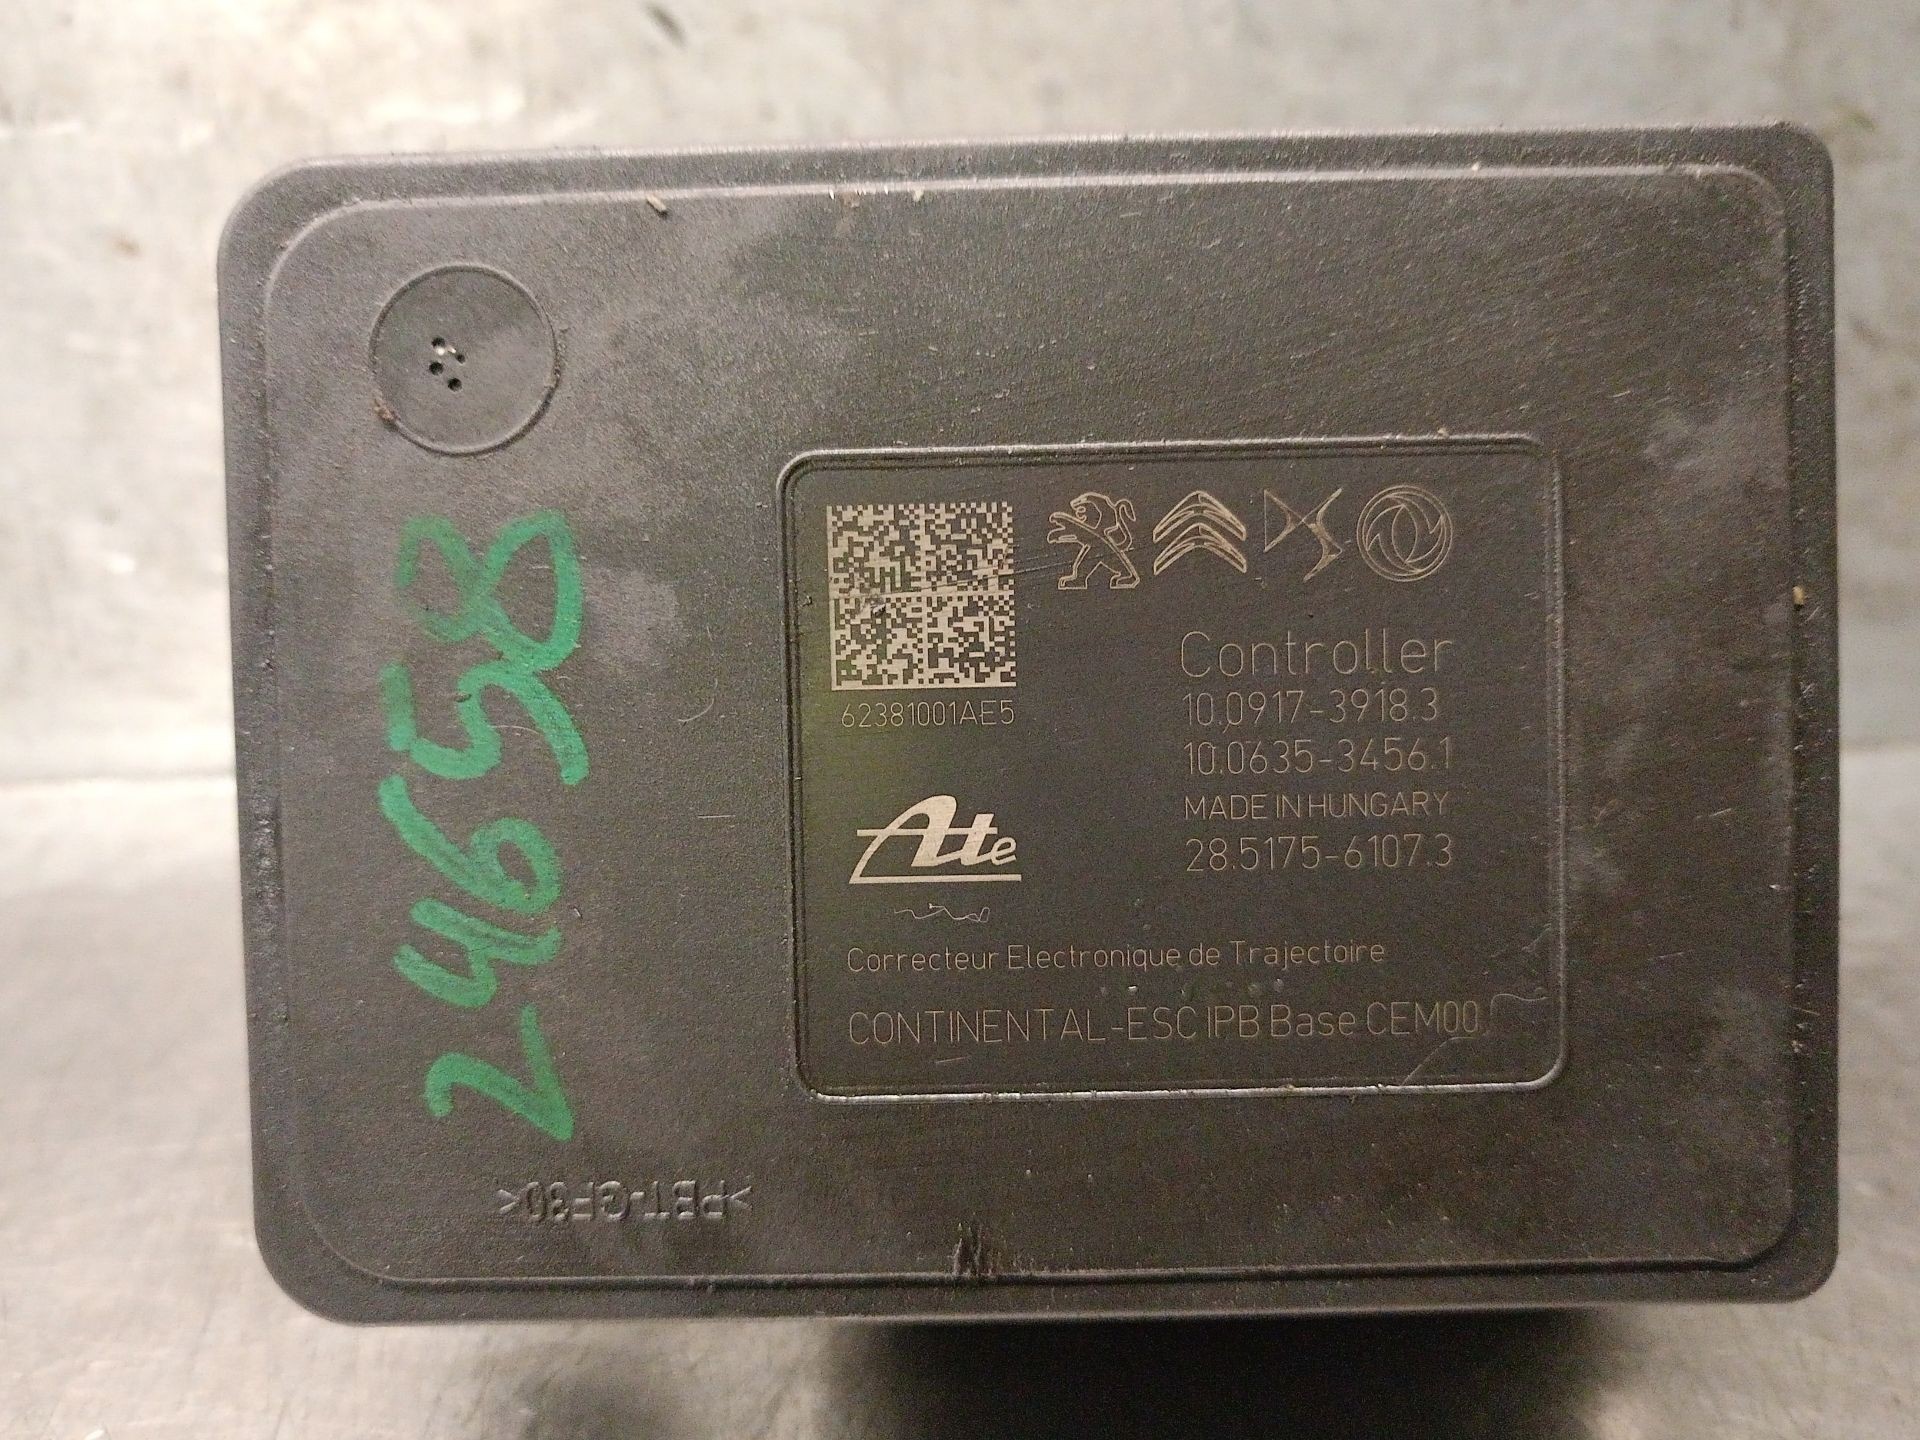 24658
62381001AE5
Controller
10.0917-3918.3
10.0635-3456.1
MADE IN HUNGARY
28.5175-6107.3
Ate
Correcteur Electronique de Trajectoire
CONTINENTAL-ESC IPB Base CEM00
>PBT-GF30<